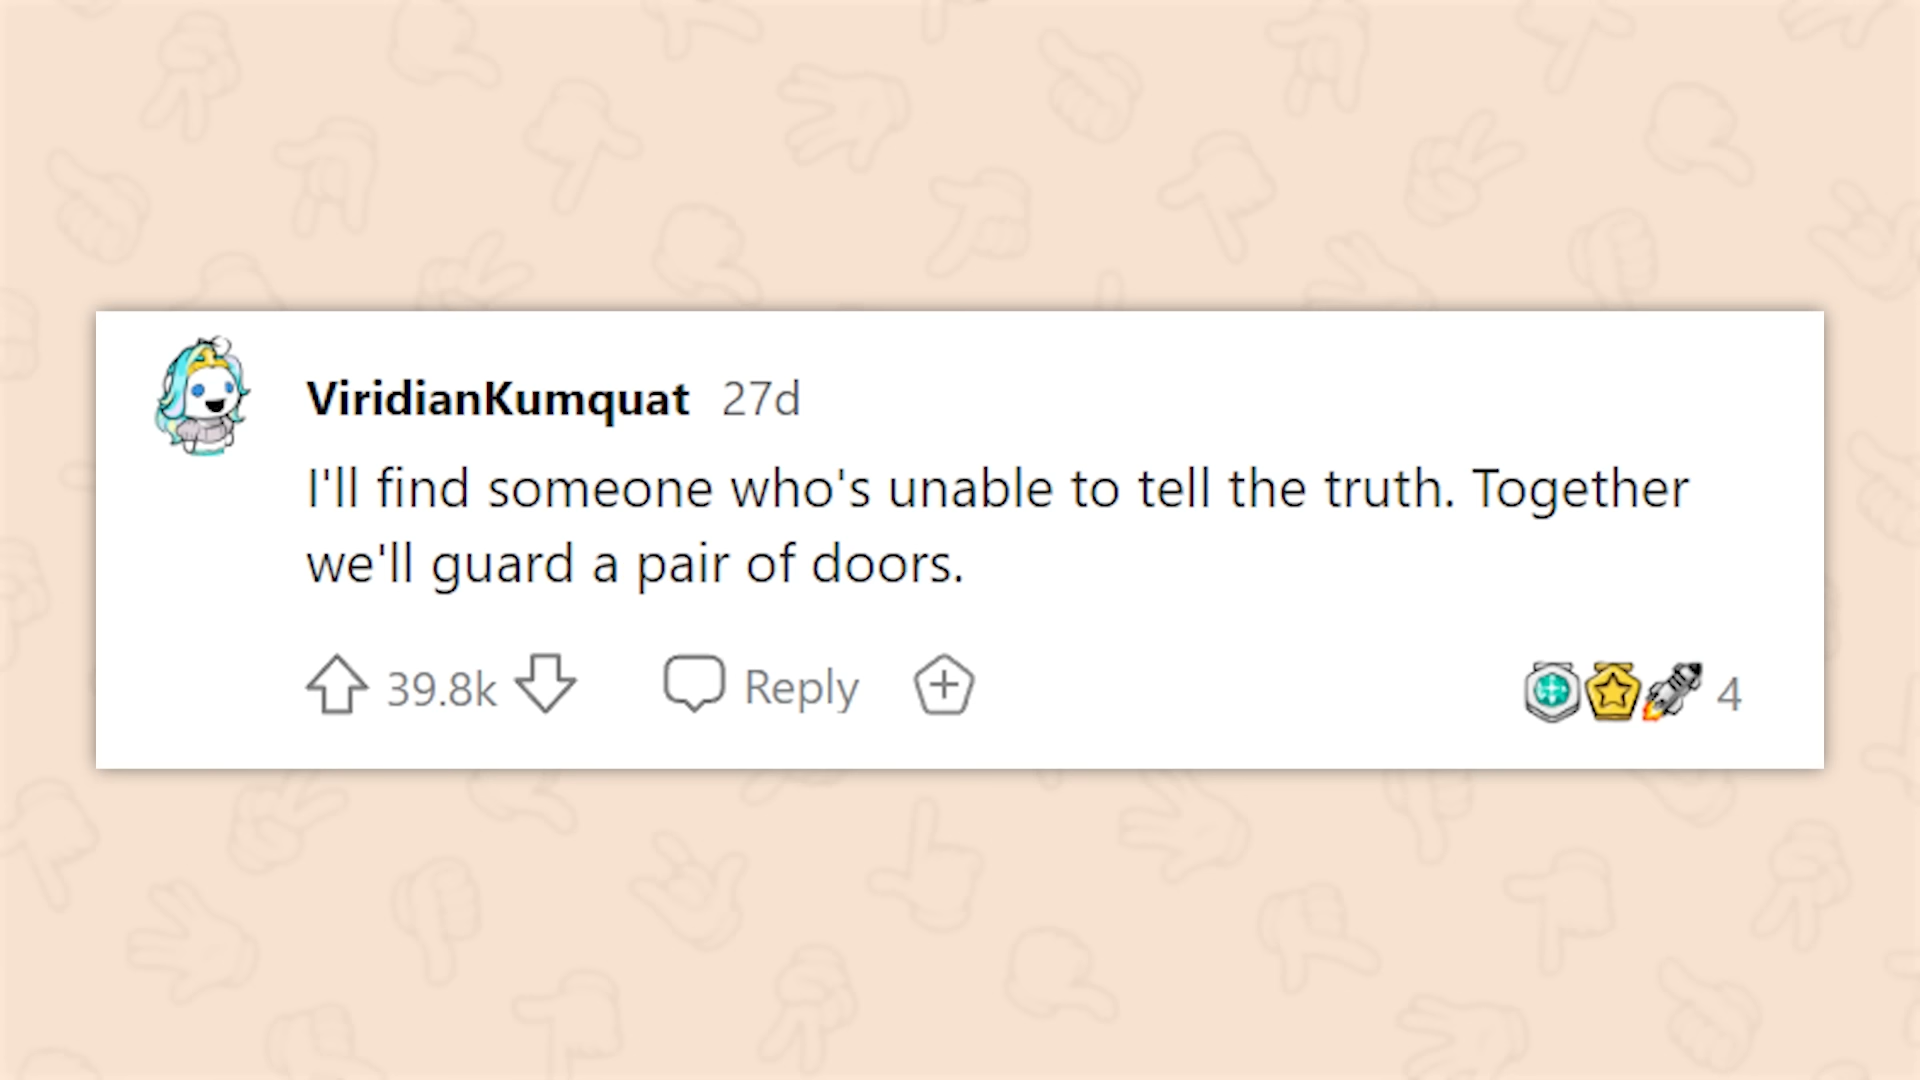 ViridianKumquat 27d
I'll find someone who's unable to tell the truth. Together
we'll guard a pair of doors.
39.8k Reply 4